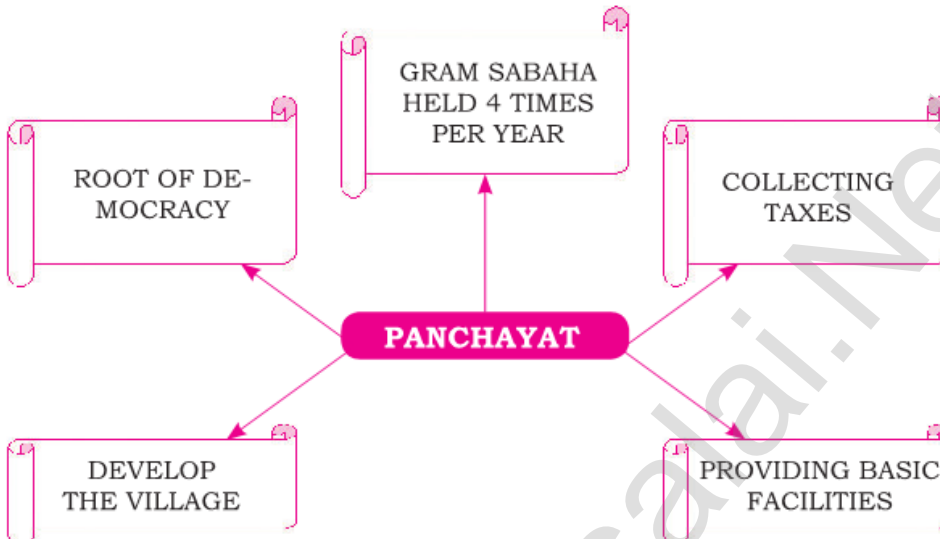 GRAM SABAHA
HELD 4 TIMES
PER YEAR
ROOT OF DE-
MOCRACY
COLLECTING
TAXES
PANCHAYAT
DEVELOP
THE VILLAGE
PROVIDING BASIC
FACILITIES